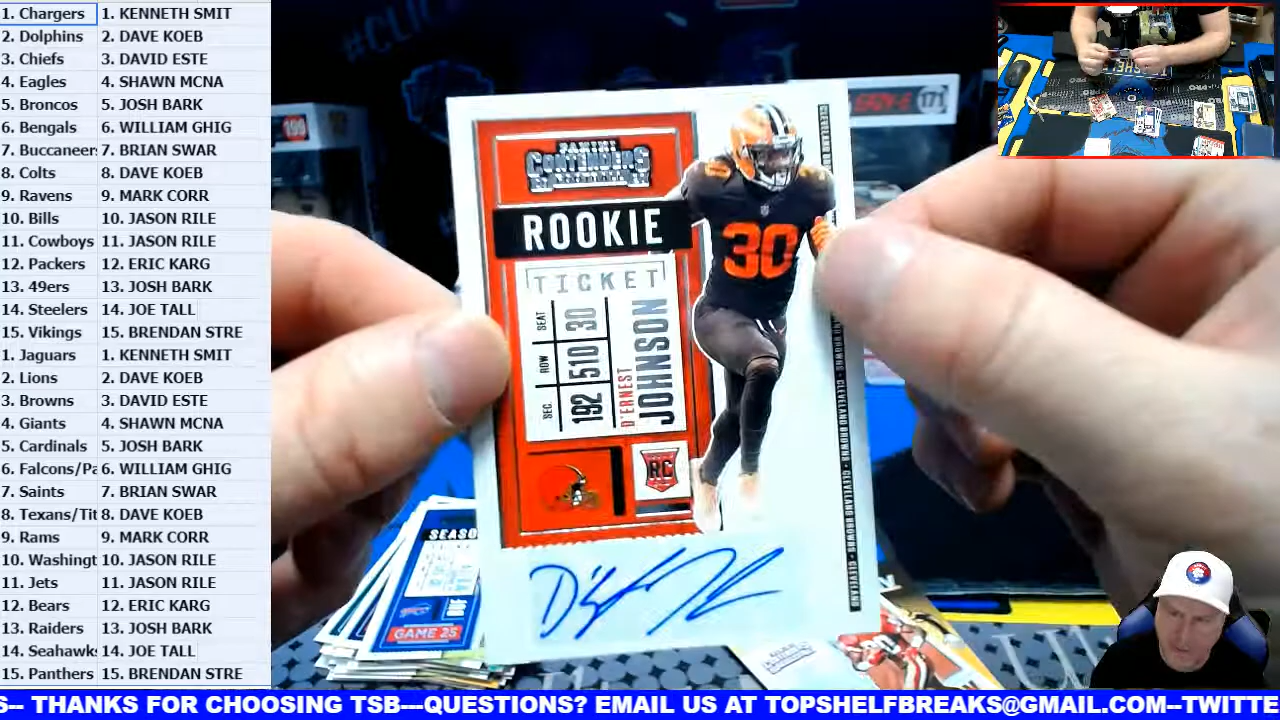 1. Chargers 1. KENNETH SMIT
2. Dolphins 2. DAVE KOEB
3. Chiefs 3. DAVID ESTE
4. Eagles 4. SHAWN MCNA
5. Broncos 5. JOSH BARK
6. Bengals 6. WILLIAM GHIG
7. Buccaneer 7. BRIAN SWAR
8. Colts 8. DAVE KOEB
9. Ravens 9. MARK CORR
10. Bills 10. JASON RILE
11. Cowboys 11. JASON RILE
12. Packers 12. ERIC KARG
13. 49ers 13. JOSH BARK
14. Steelers 14. JOE TALL
15. Vikings 15. BRENDAN STRE
1. Jaguars 1. KENNETH SMIT
2. Lions 2. DAVE KOEB
3. Browns 3. DAVID ESTE
4. Giants 4. SHAWN MCNA
5. Cardinals 5. JOSH BARK
6. Falcons/Pa 6. WILLIAM GHIG
7. Saints 7. BRIAN SWAR
8. Texans/Tit 8. DAVE KOEB
9. Rams 9. MARK CORR
10. Washingt 10. JASON RILE
11. Jets 11. JASON RILE
12. Bears 12. ERIC KARG
13. Raiders 13. JOSH BARK
14. Seahawk 14. JOE TALL
15. Panthers 15. BRENDAN STRE
PANINI
CONTENDERS
ROOKIE
TICKET
SEAT 30
ROW 510
SEC 192
D'ERNEST
JOHNSON
RC
30
CLEVELAND BROWNS • CLEVELAND BROWNS • CLEVELAND
SEASO
GAME 25
171
199
S-- THANKS FOR CHOOSING TSB---QUESTIONS? EMAIL US AT TOPSHELFBREAKS@GMAIL.COM--TWITTE